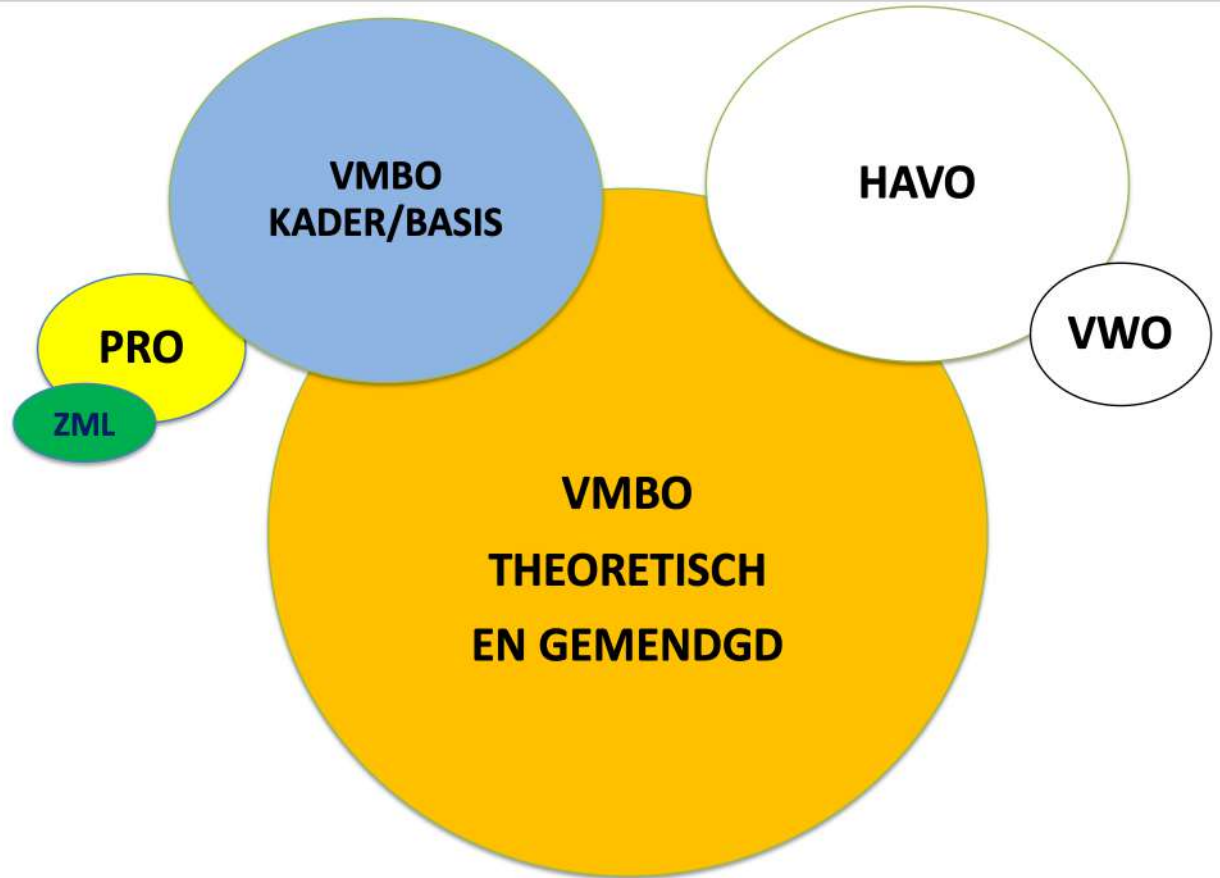 VMBO
KADER/BASIS
HAVO
PRO
VWO
ZML
VMBO
THEORETISCH
EN GEMENDGD